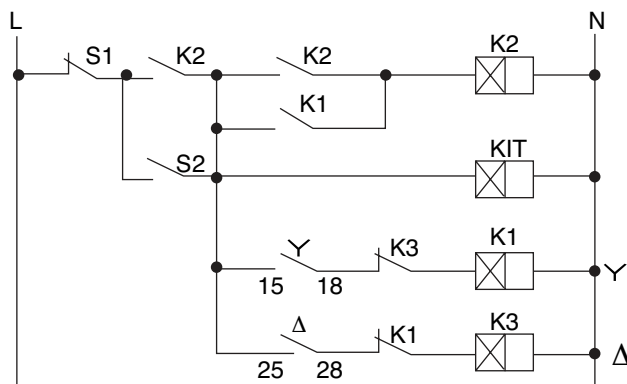 L N
S1 K2 K2 K2
K1
S2 KIT
Y K3 K1
15 18 Y
Δ K1 K3
25 28 Δ